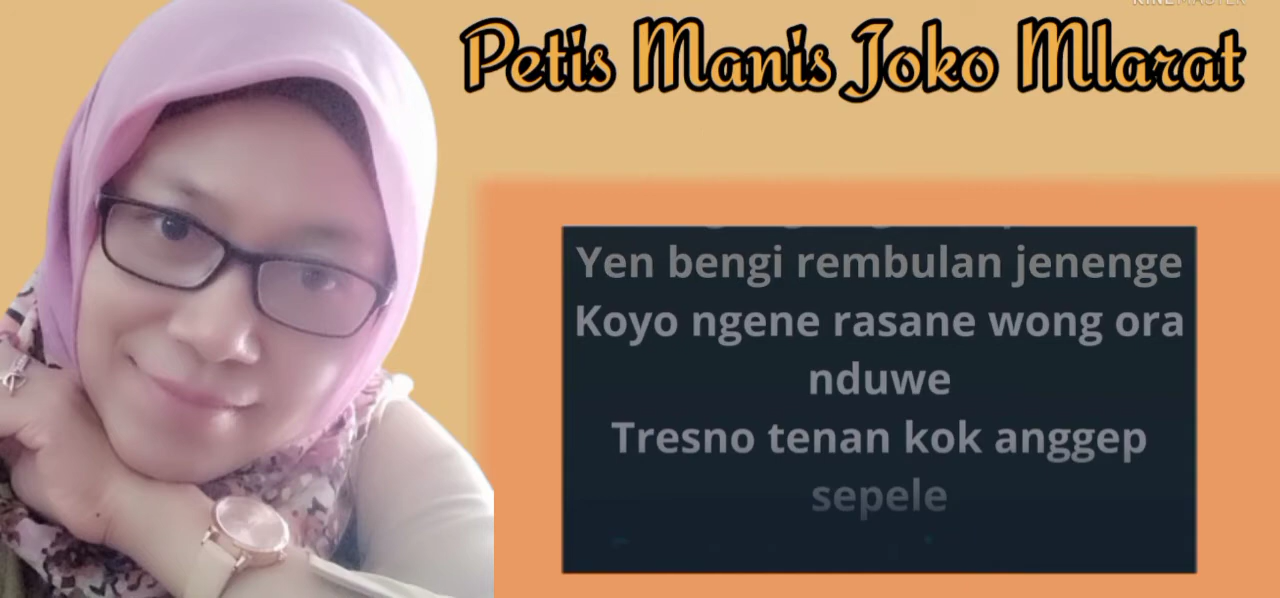 KINEMASTER
Petis Manis Joko Mlarat
Yen bengi rembulan jenenge
Koyo ngene rasane wong ora
nduwe
Tresno tenan kok anggep
sepele